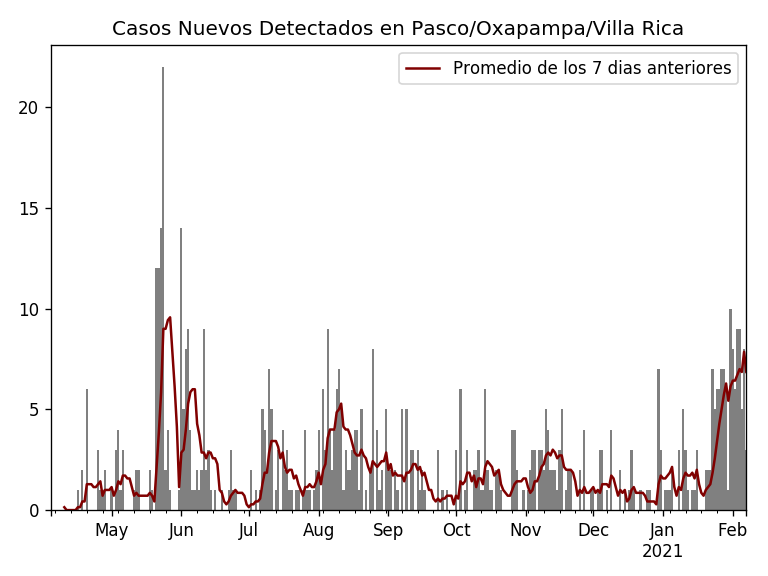 Casos Nuevos Detectados en Pasco/Oxapampa/Villa Rica
Promedio de los 7 dias anteriores
20
15
10
5
0
May Jun Jul Aug Sep Oct Nov Dec Jan Feb
2021